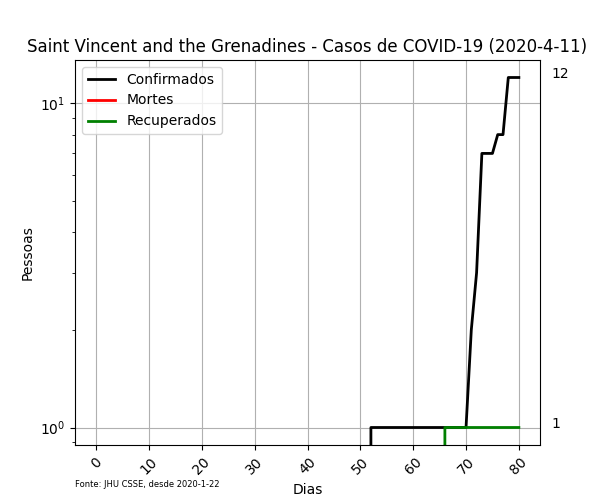 Saint Vincent and the Grenadines - Casos de COVID-19 (2020-4-11)
Confirmados
Mortes
Recuperados
12
1
10¹
10⁰
Pessoas
0 10 20 30 40 50 60 70 80
Dias
Fonte: JHU CSSE, desde 2020-1-22